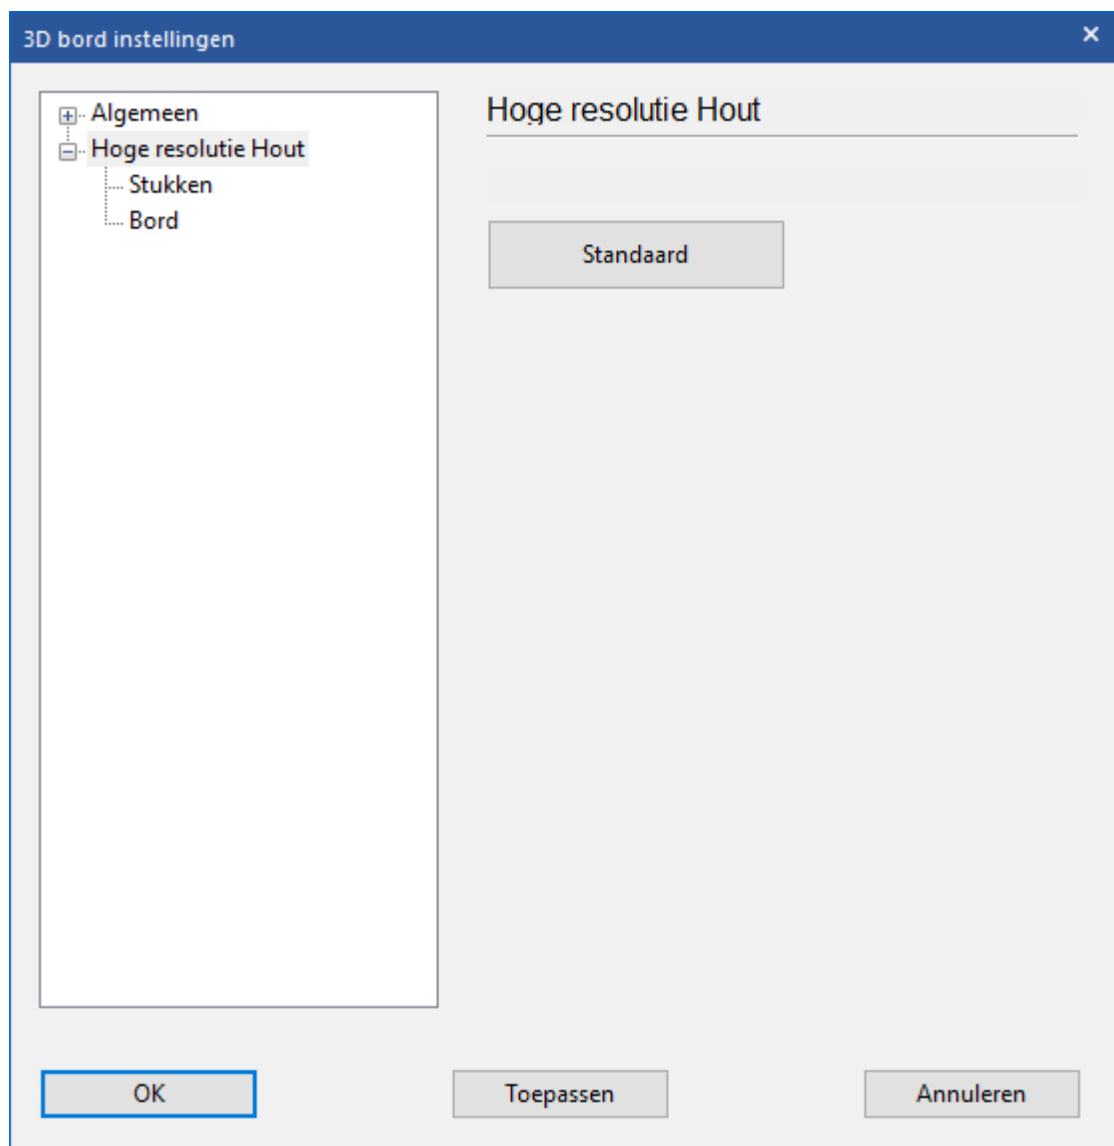 3D bord instellingen
Algemeen
Hoge resolutie Hout
Stukken
Bord
Hoge resolutie Hout
Standaard
OK
Toepassen
Annuleren